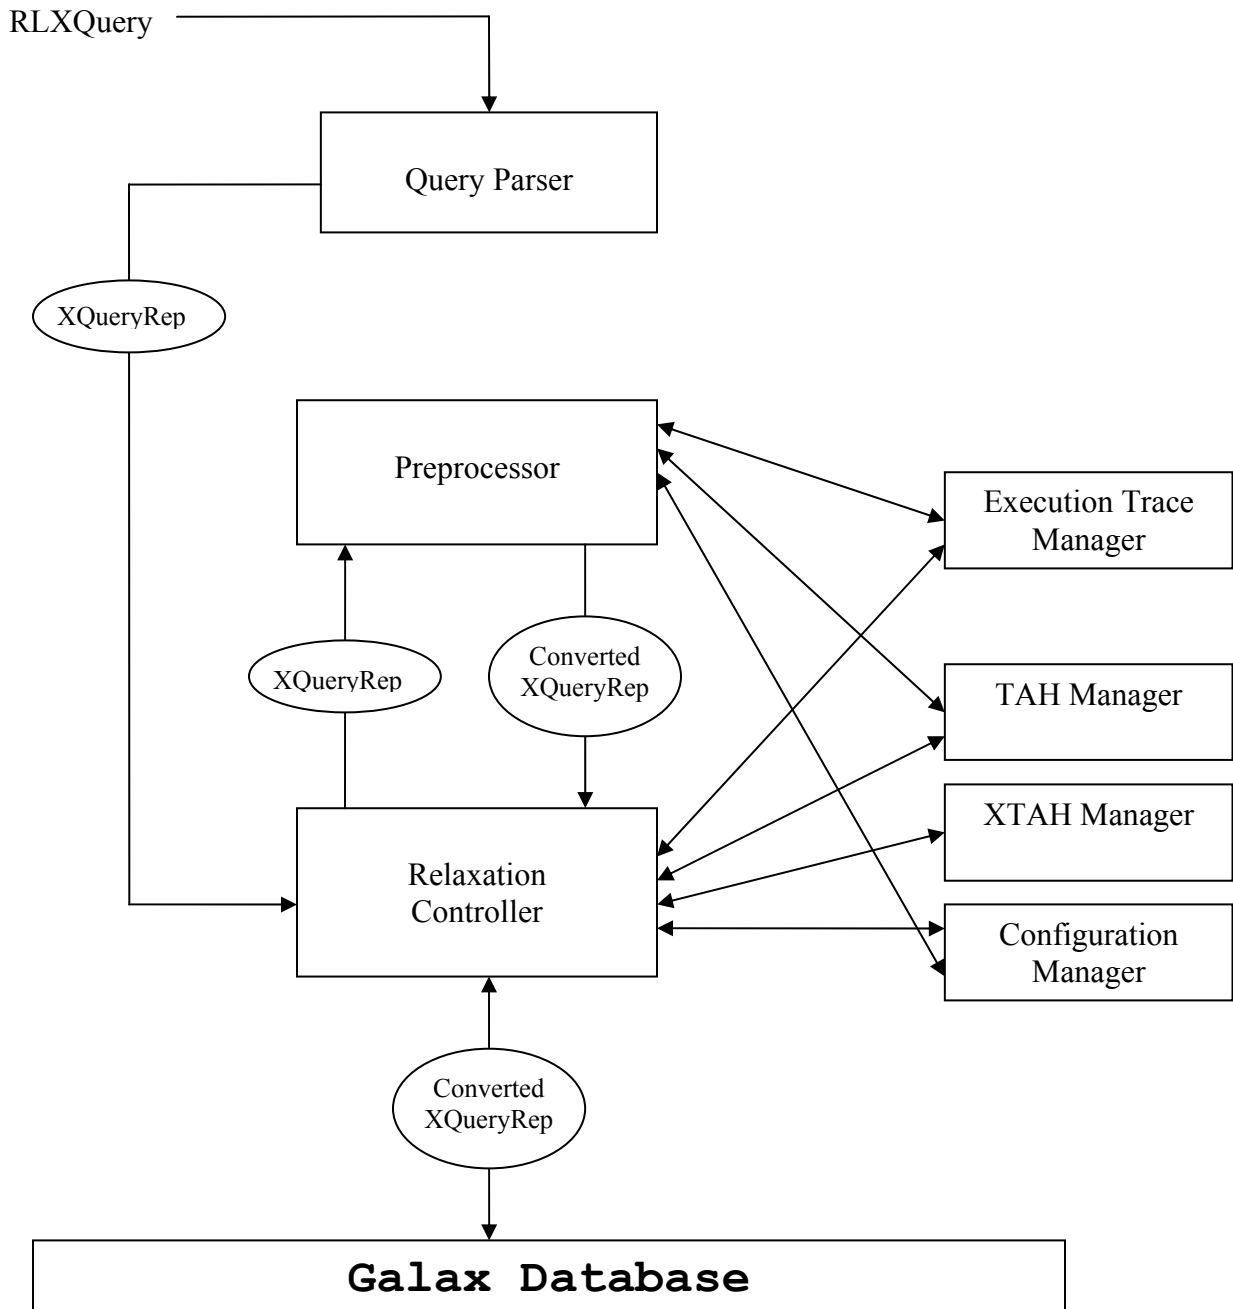 RLXQuery
Query Parser
XQueryRep
Preprocessor
Execution Trace
Manager
XQueryRep
Converted
XQueryRep
TAH Manager
XTAH Manager
Relaxation
Controller
Configuration
Manager
Converted
XQueryRep
Galax Database